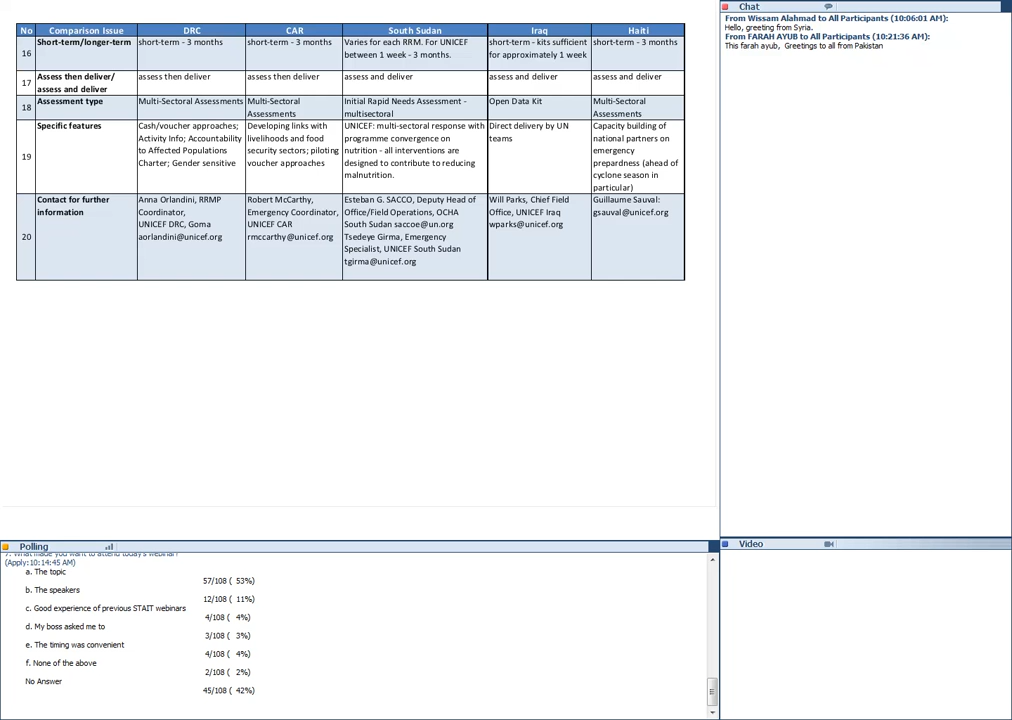 No Comparison Issue DRC CAR South Sudan Iraq Haiti
16 Short-term/longer-term short-term - 3 months short-term - 3 months Varies for each RRM. For UNICEF short-term - kits sufficient short-term - 3 months
between 1 week - 3 months. for approximately 1 week
17 Assess then deliver/ assess then deliver assess then deliver assess and deliver assess and deliver assess and deliver
assess and deliver
18 Assessment type Multi-Sectoral Assessments Multi-Sectoral Initial Rapid Needs Assessment - Open Data Kit Multi-Sectoral
Assessments multisectoral Assessments
19 Specific features Cash/voucher approaches; Developing links with UNICEF: multi-sectoral response with Direct delivery by UN Capacity building of
Activity Info; Accountability livelihoods and food programme convergence on teams national partners on
to Affected Populations security sectors; piloting nutrition - all interventions are emergency
Charter; Gender sensitive voucher approaches designed to contribute to reducing prepardness (ahead of
malnutrition. cyclone season in
particular)
20 Contact for further Anna Orlandini, RRMP Robert McCarthy, Esteban G. SACCO, Deputy Head of Will Parks, Chief Field Guillaume Sauval:
information Coordinator, Emergency Coordinator, Office/Field Operations, OCHA Office, UNICEF Iraq gsauval@unicef.org
UNICEF DRC, Goma UNICEF CAR South Sudan saccoe@un.org wparks@unicef.org
aorlandini@unicef.org rmccarthy@unicef.org Tsedeye Girma, Emergency
Specialist, UNICEF South Sudan
tgirma@unicef.org
Chat
From Wissam Alahmad to All Participants (10:06:01 AM):
Hello, greeting from Syria.
From FARAH AYUB to All Participants (10:21:36 AM):
This farah ayub, Greetings to all from Pakistan
Polling
7. What made you want to attend today's webinar?
(Apply:10:14:45 AM)
a. The topic
57/108 ( 53%)
b. The speakers
12/108 ( 11%)
c. Good experience of previous STAIT webinars
4/108 ( 4%)
d. My boss asked me to
3/108 ( 3%)
e. The timing was convenient
4/108 ( 4%)
f. None of the above
2/108 ( 2%)
No Answer
45/108 ( 42%)
Video